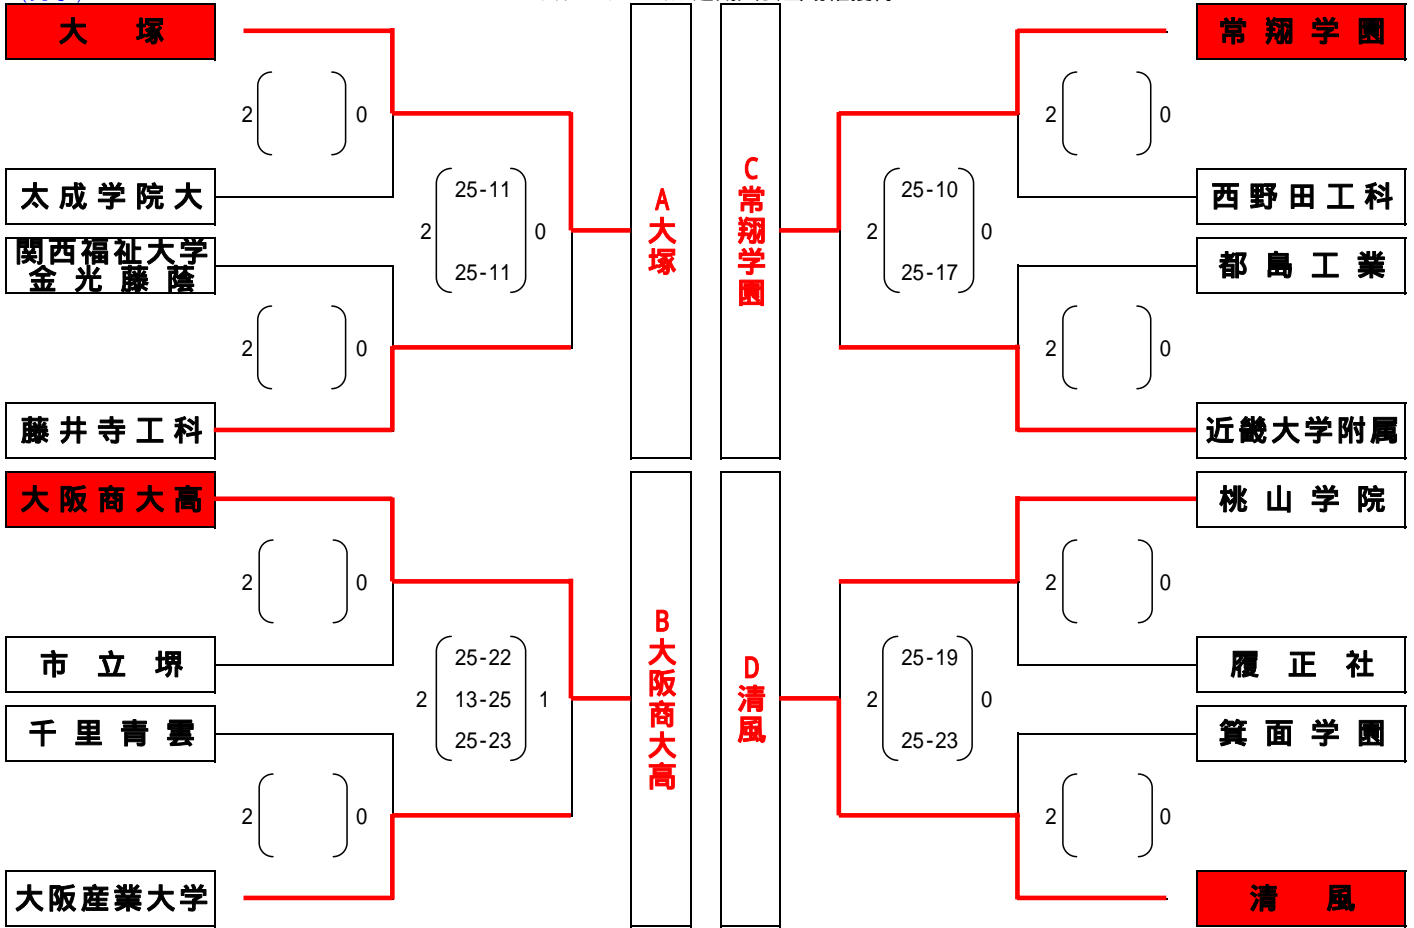 大塚
2 0
太成学院大
関西福祉大学
金光藤蔭
2 0
藤井寺工科
25-11
2 0
25-11
A大塚
大阪商大高
2 0
市立堺
千里青雲
2 0
大阪産業大学
25-22
2 13-25 1
25-23
B大阪商大高
C常翔学園
25-10
2 0
25-17
常翔学園
2 0
西野田工科
都島工業
2 0
近畿大学附属
D清風
25-19
2 0
25-23
桃山学院
2 0
履正社
箕面学園
2 0
清風